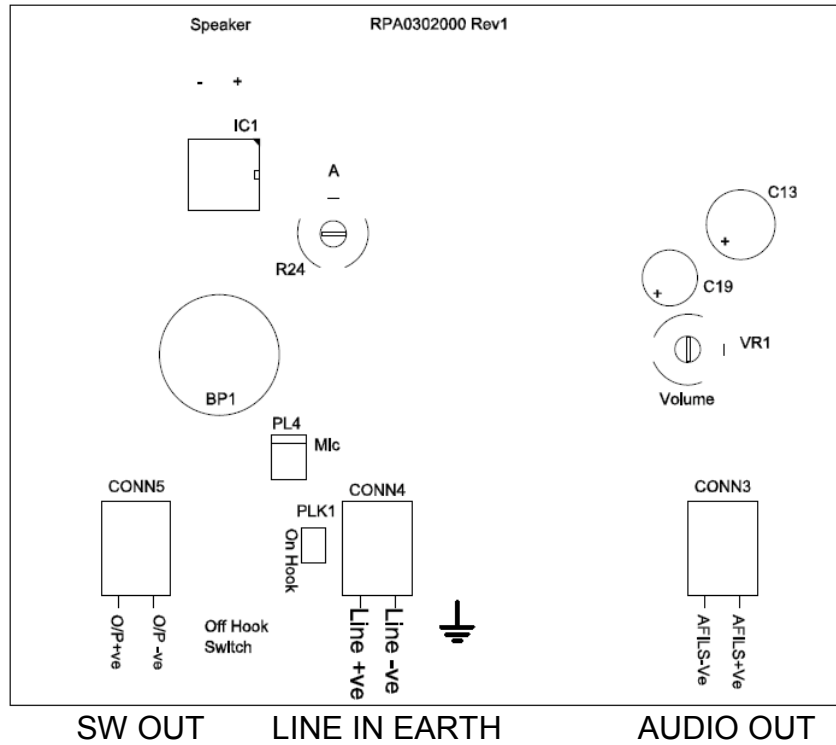 Speaker RPA0302000 Rev1
- +
IC1
A
C13
R24
+
C19
+
VR1
BP1
Volume
PL4
MIc
CONN5
CONN4
CONN3
PLK1
On Hook
O/P+ve
O/P -ve
Off Hook
SwItch
Line +ve
Line -ve
AFILS-Ve
AFILS+Ve
SW OUT LINE IN EARTH AUDIO OUT